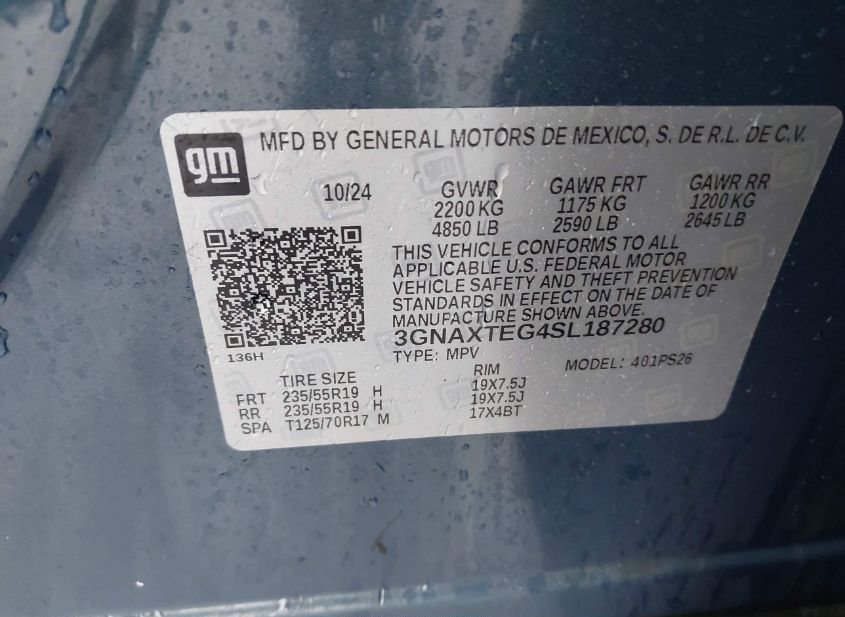 gm
MFD BY GENERAL MOTORS DE MEXICO, S. DE R.L. DE C.V.
10/24 GVWR GAWR FRT GAWR RR
2200 KG 1175 KG 1200 KG
4850 LB 2590 LB 2645 LB
THIS VEHICLE CONFORMS TO ALL
APPLICABLE U.S. FEDERAL MOTOR
VEHICLE SAFETY AND THEFT PREVENTION
STANDARDS IN EFFECT ON THE DATE OF
MANUFACTURE SHOWN ABOVE.
3GNAXTEG4SL187280
136H TYPE: MPV MODEL: 401PS26
TIRE SIZE RIM
FRT 235/55R19 H 19X7.5J
RR 235/55R19 H 19X7.5J
SPA T125/70R17 M 17X4BT